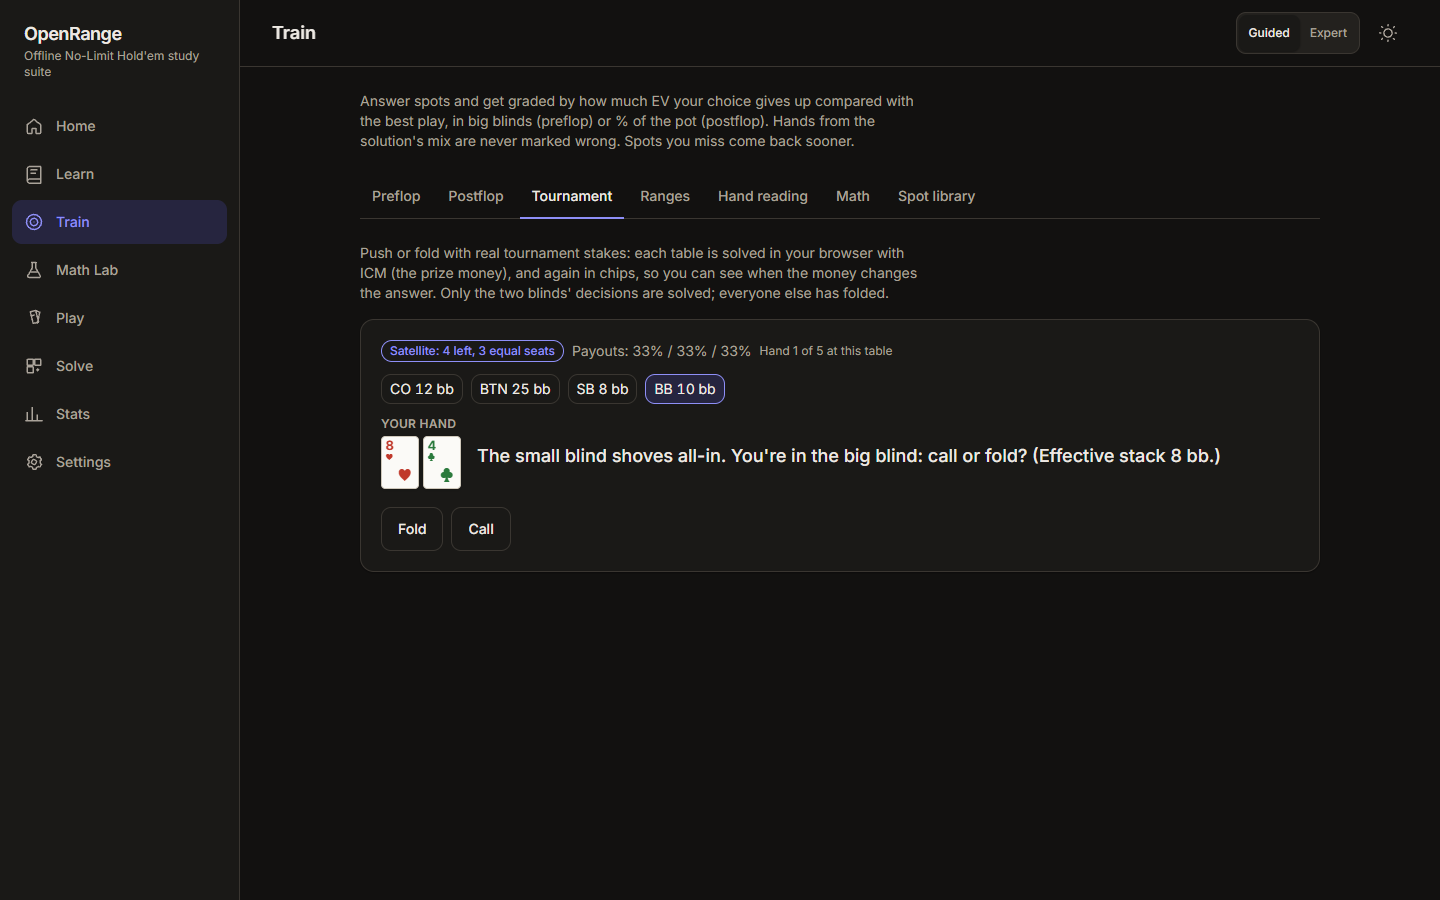 OpenRange
Offline No-Limit Hold'em study
suite
Home
Learn
Train
Math Lab
Play
Solve
Stats
Settings
Train
Guided
Expert
Answer spots and get graded by how much EV your choice gives up compared with
the best play, in big blinds (preflop) or % of the pot (postflop). Hands from the
solution's mix are never marked wrong. Spots you miss come back sooner.
Preflop
Postflop
Tournament
Ranges
Hand reading
Math
Spot library
Push or fold with real tournament stakes: each table is solved in your browser with
ICM (the prize money), and again in chips, so you can see when the money changes
the answer. Only the two blinds' decisions are solved; everyone else has folded.
Satellite: 4 left, 3 equal seats
Payouts: 33% / 33% / 33%
Hand 1 of 5 at this table
CO 12 bb
BTN 25 bb
SB 8 bb
BB 10 bb
YOUR HAND
8
4
The small blind shoves all-in. You're in the big blind: call or fold? (Effective stack 8 bb.)
Fold
Call